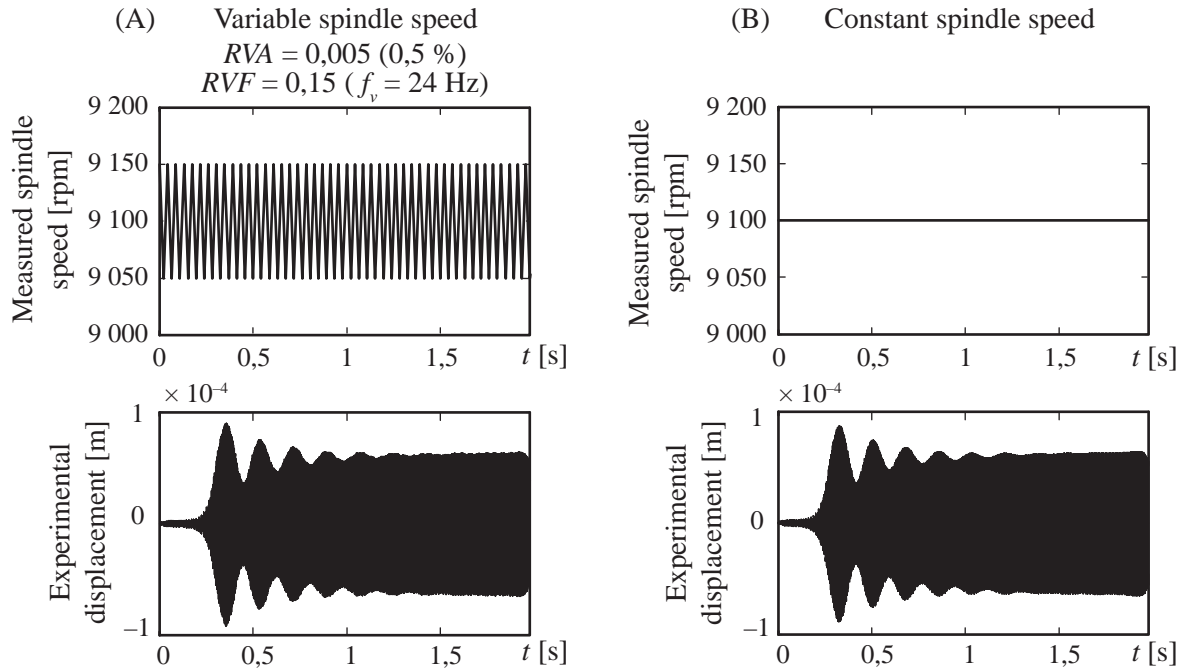 (A) Variable spindle speed
RVA = 0,005 (0,5 %)
RVF = 0,15 ( f_v = 24 Hz)
Measured spindle
speed [rpm]
9 200
9 150
9 100
9 050
9 000
0 0,5 1 1,5 t [s]
Experimental
displacement [m]
× 10⁻⁴
1
0
–1
0 0,5 1 1,5 t [s]
(B) Constant spindle speed
Measured spindle
speed [rpm]
9 200
9 150
9 100
9 050
9 000
0 0,5 1 1,5 t [s]
Experimental
displacement [m]
× 10⁻⁴
1
0
–1
0 0,5 1 1,5 t [s]